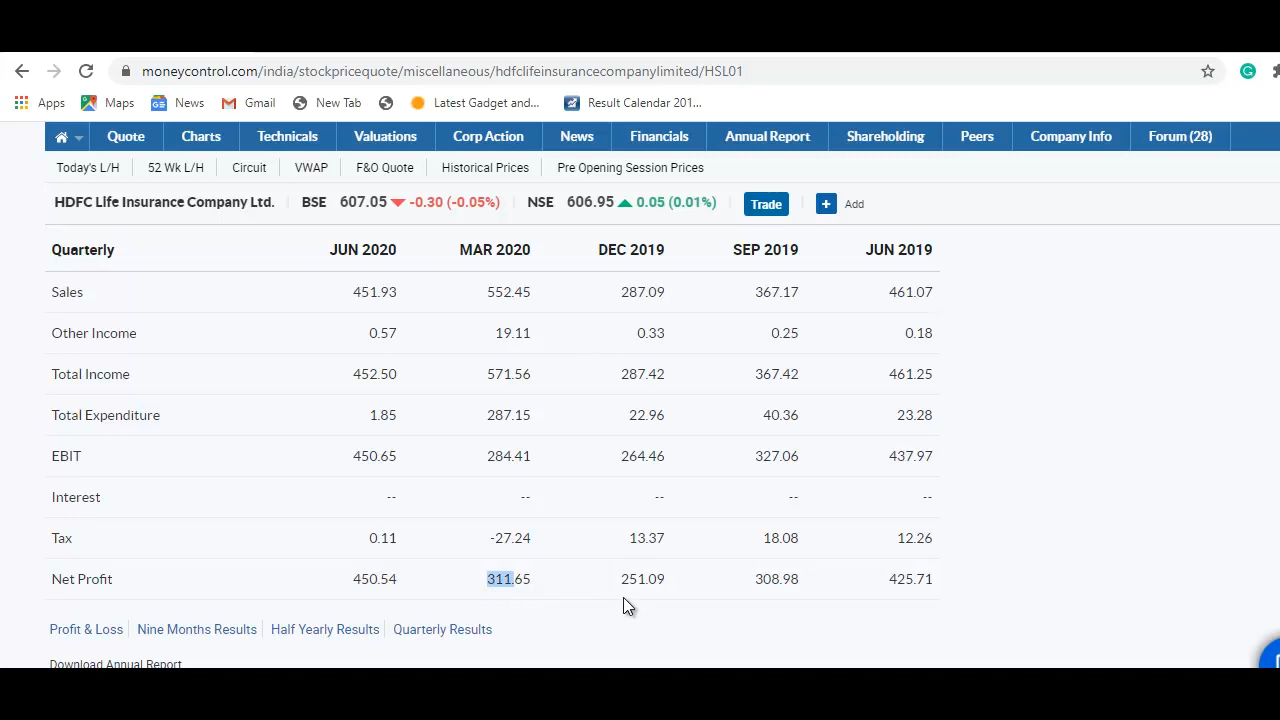 moneycontrol.com/india/stockpricequote/miscellaneous/hdfclifeinsurancecompanylimited/HSL01
Apps Maps News Gmail New Tab Latest Gadget and... Result Calendar 201...
Quote Charts Technicals Valuations Corp Action News Financials Annual Report Shareholding Peers Company Info Forum (28)
Today's L/H 52 Wk L/H Circuit VWAP F&O Quote Historical Prices Pre Opening Session Prices
HDFC Life Insurance Company Ltd. BSE 607.05 -0.30 (-0.05%) NSE 606.95 0.05 (0.01%) Trade + Add
Quarterly JUN 2020 MAR 2020 DEC 2019 SEP 2019 JUN 2019
Sales 451.93 552.45 287.09 367.17 461.07
Other Income 0.57 19.11 0.33 0.25 0.18
Total Income 452.50 571.56 287.42 367.42 461.25
Total Expenditure 1.85 287.15 22.96 40.36 23.28
EBIT 450.65 284.41 264.46 327.06 437.97
Interest -- -- -- -- --
Tax 0.11 -27.24 13.37 18.08 12.26
Net Profit 450.54 311.65 251.09 308.98 425.71
Profit & Loss Nine Months Results Half Yearly Results Quarterly Results
Download Annual Report